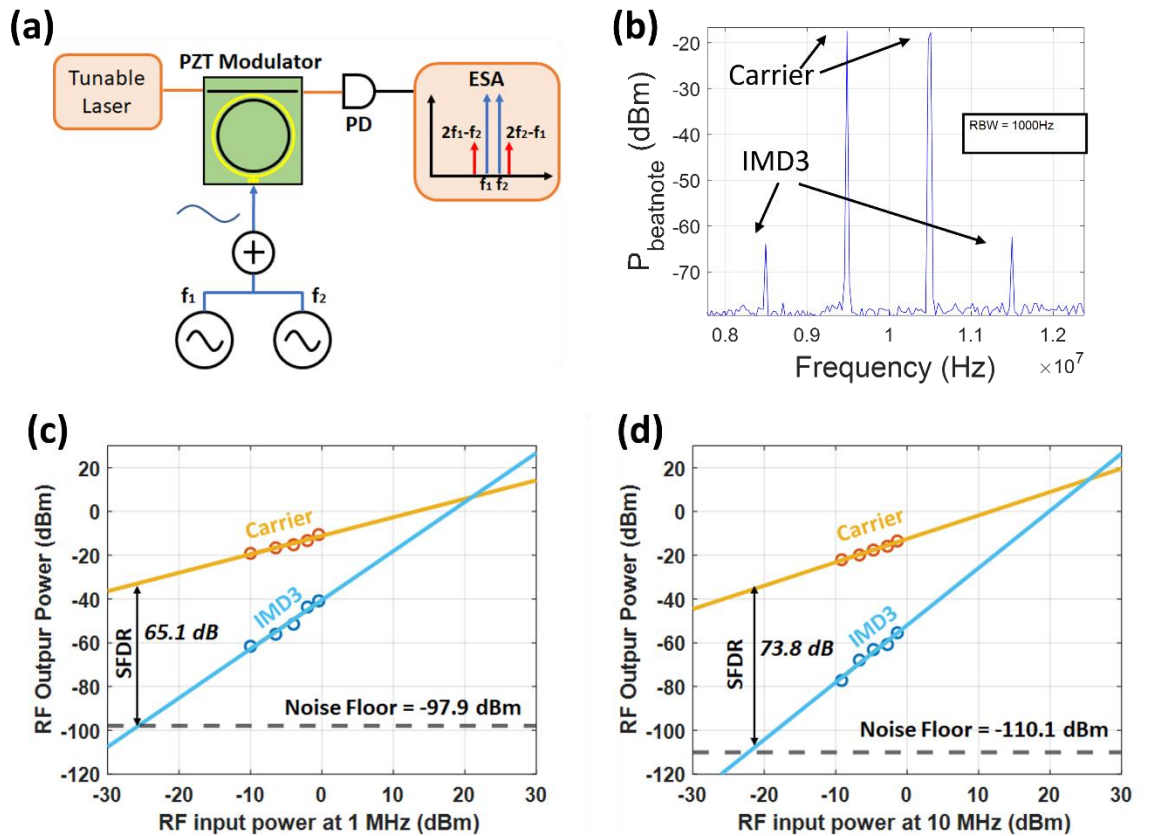 (a)
Tunable
Laser
PZT Modulator
PD
ESA
2f₁-f₂
2f₂-f₁
f₁ f₂
f₁
f₂
(b)
P beatnote (dBm)
-20
-30
-40
-50
-60
-70
Carrier
IMD3
RBW = 1000Hz
0.8 0.9 1 1.1 1.2
Frequency (Hz)
×10⁷
(c)
RF Outpur Power (dBm)
20
0
-20
-40
-60
-80
-100
-120
Carrier
IMD3
SFDR
65.1 dB
Noise Floor = -97.9 dBm
-30 -20 -10 0 10 20 30
RF input power at 1 MHz (dBm)
(d)
RF Outpur Power (dBm)
20
0
-20
-40
-60
-80
-100
-120
Carrier
IMD3
SFDR
73.8 dB
Noise Floor = -110.1 dBm
-30 -20 -10 0 10 20 30
RF input power at 10 MHz (dBm)